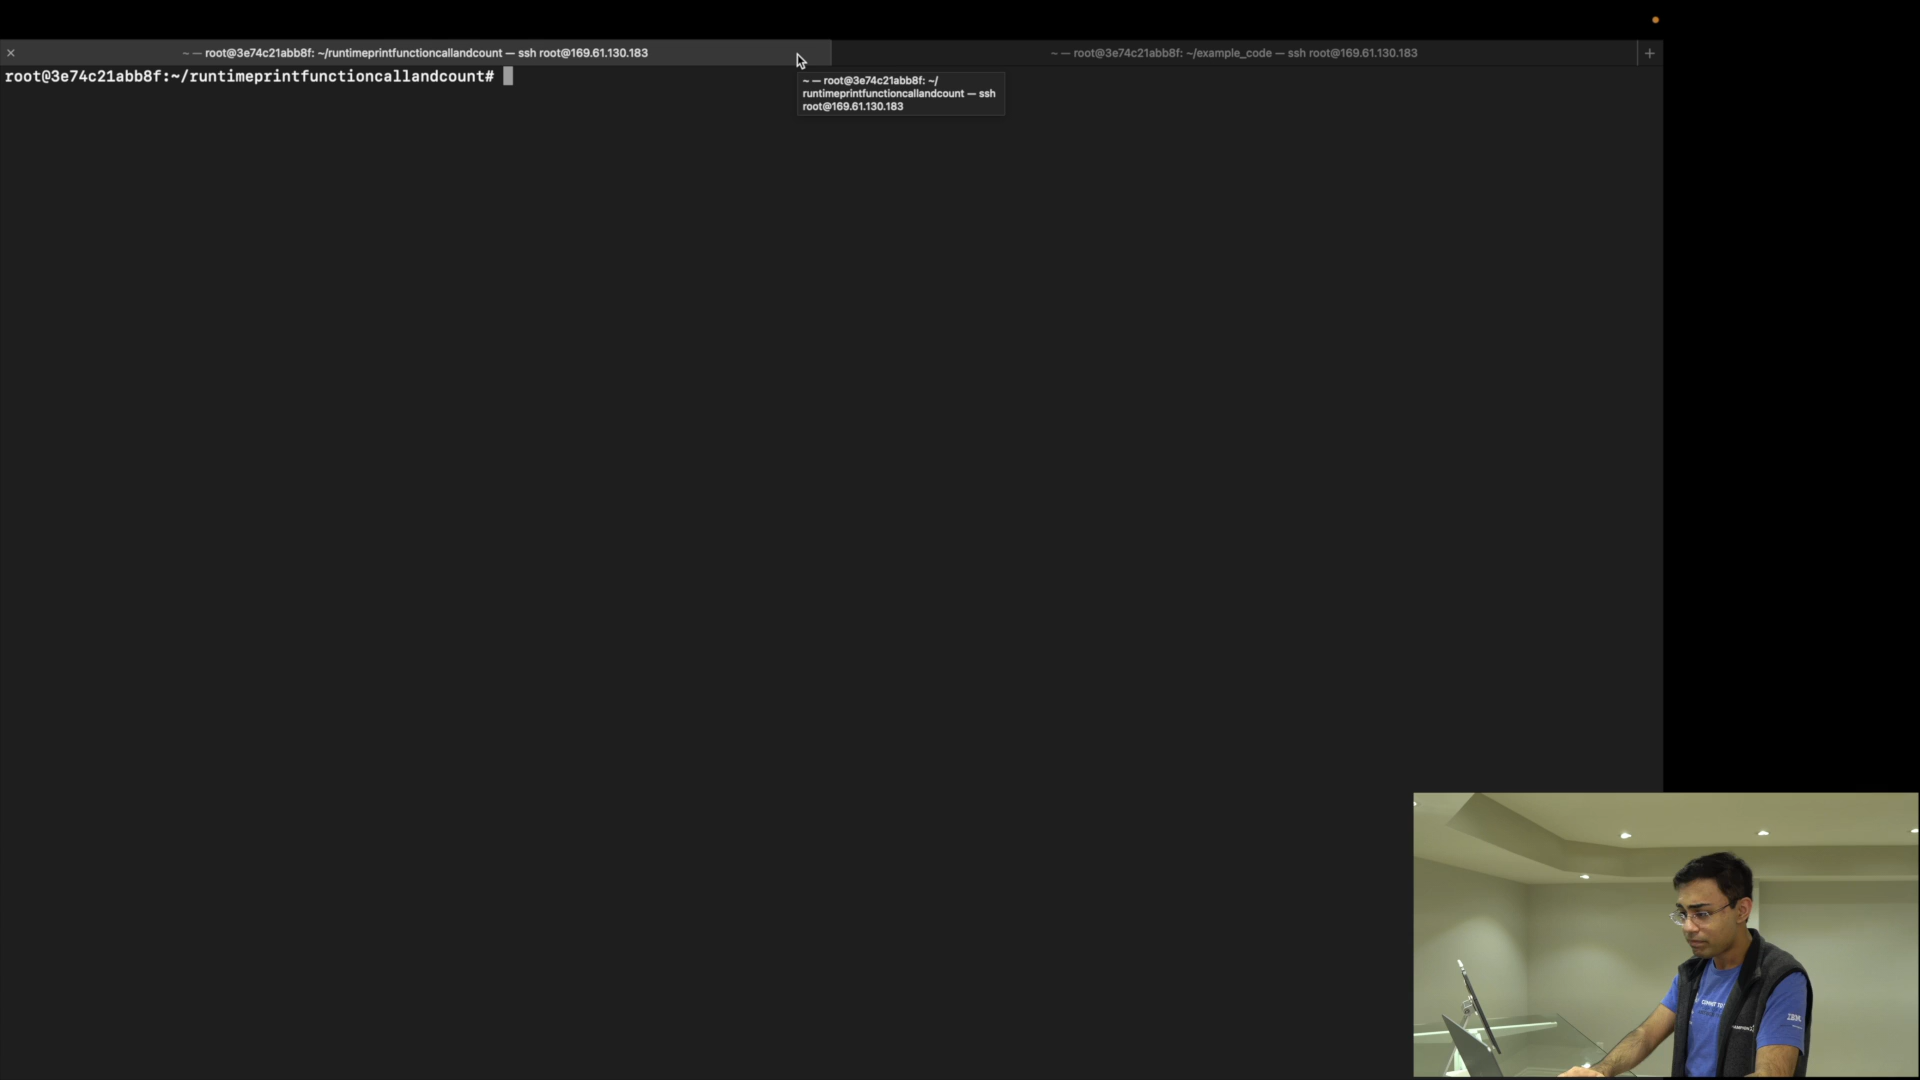 ~ — root@3e74c21abb8f: ~/runtimeprintfunctioncallandcount — ssh root@169.61.130.183
~ — root@3e74c21abb8f: ~/example_code — ssh root@169.61.130.183
root@3e74c21abb8f:~/runtimeprintfunctioncallandcount#
~ — root@3e74c21abb8f: ~/
runtimeprintfunctioncallandcount — ssh
root@169.61.130.183